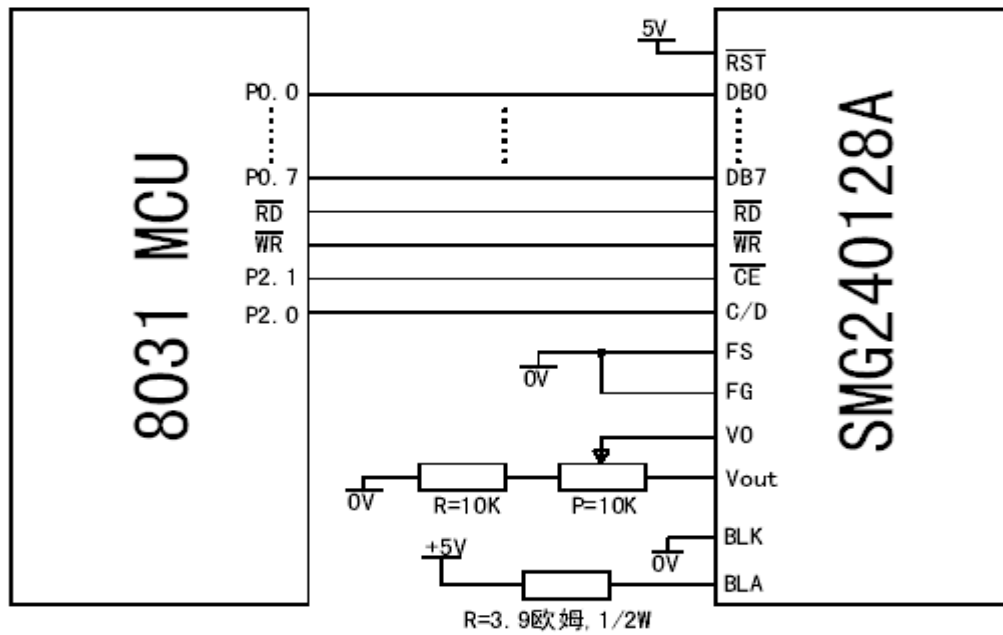 8031 MCU
P0.0
P0.7
RD
WR
P2.1
P2.0
5V
0V
0V
R=10K
P=10K
0V
+5V
R=3.9欧姆, 1/2W
RST
DB0
DB7
RD
WR
CE
C/D
FS
FG
V0
Vout
BLK
BLA
SMG240128A